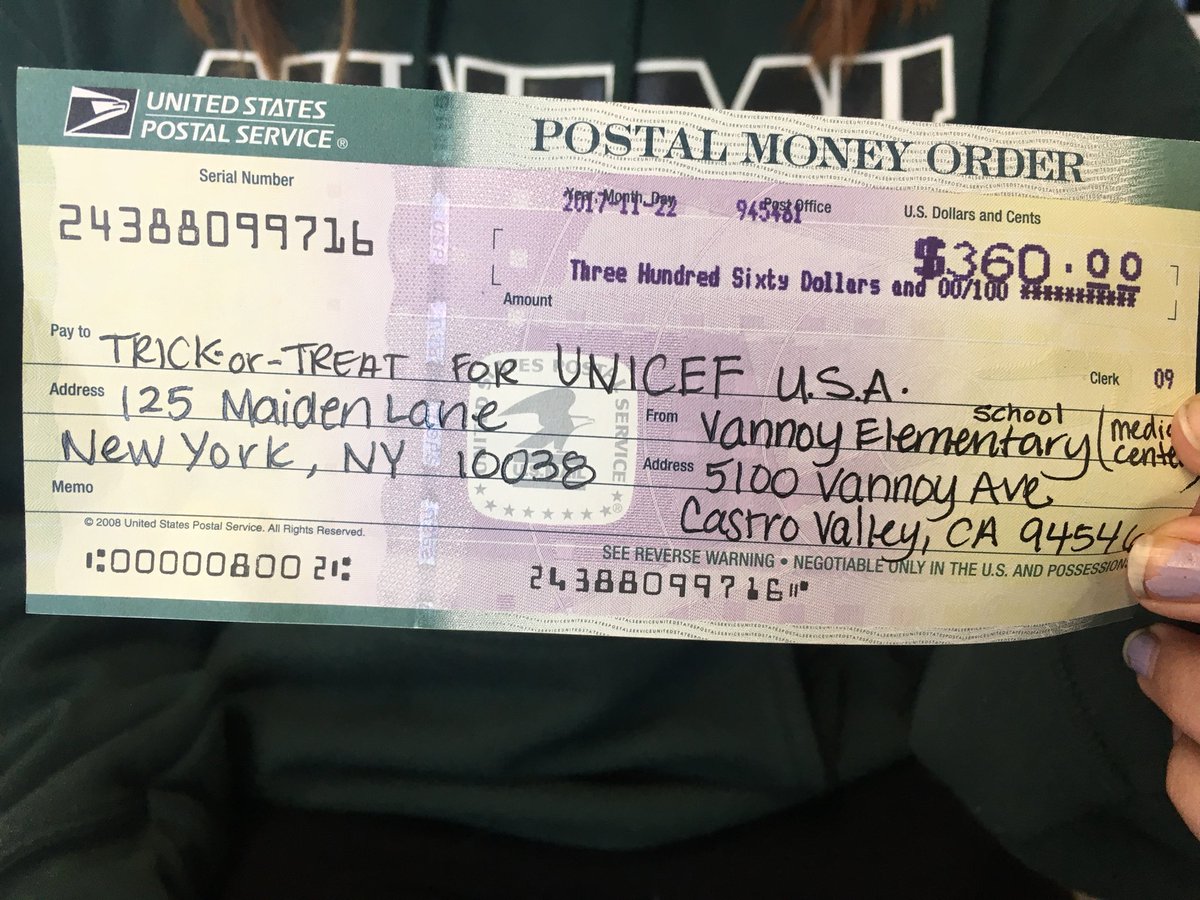 UNITED STATES
POSTAL SERVICE®
POSTAL MONEY ORDER
Serial Number
24388099716
Year, Month, Day
2017-11-22
Post Office
945461
U.S. Dollars and Cents
$360.00
Three Hundred Sixty Dollars and 00/100 ***********
Amount
Pay to TRICK-or-TREAT FOR UNICEF U.S.A.
Clerk 09
Address 125 Maiden Lane
New York, NY 10038
From Vannoy Elementary school
Address 5100 Vannoy Ave
Castro Valley, CA 94546
Memo
© 2008 United States Postal Service. All Rights Reserved.
SEE REVERSE WARNING • NEGOTIABLE ONLY IN THE U.S. AND
⑆00000800 2⑆
24388099716⑈